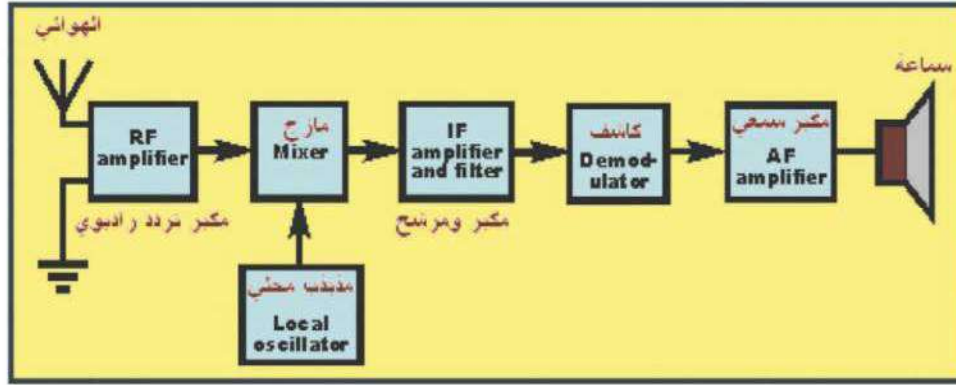 الهوائي
سماعة
RF
amplifier
مكبر تردد راديوي
مازج
Mixer
IF
amplifier
and filter
مكبر ومرشح
كاشف
Demod-
ulator
مكبر سمعي
AF
amplifier
مذبذب محلي
Local
oscillator